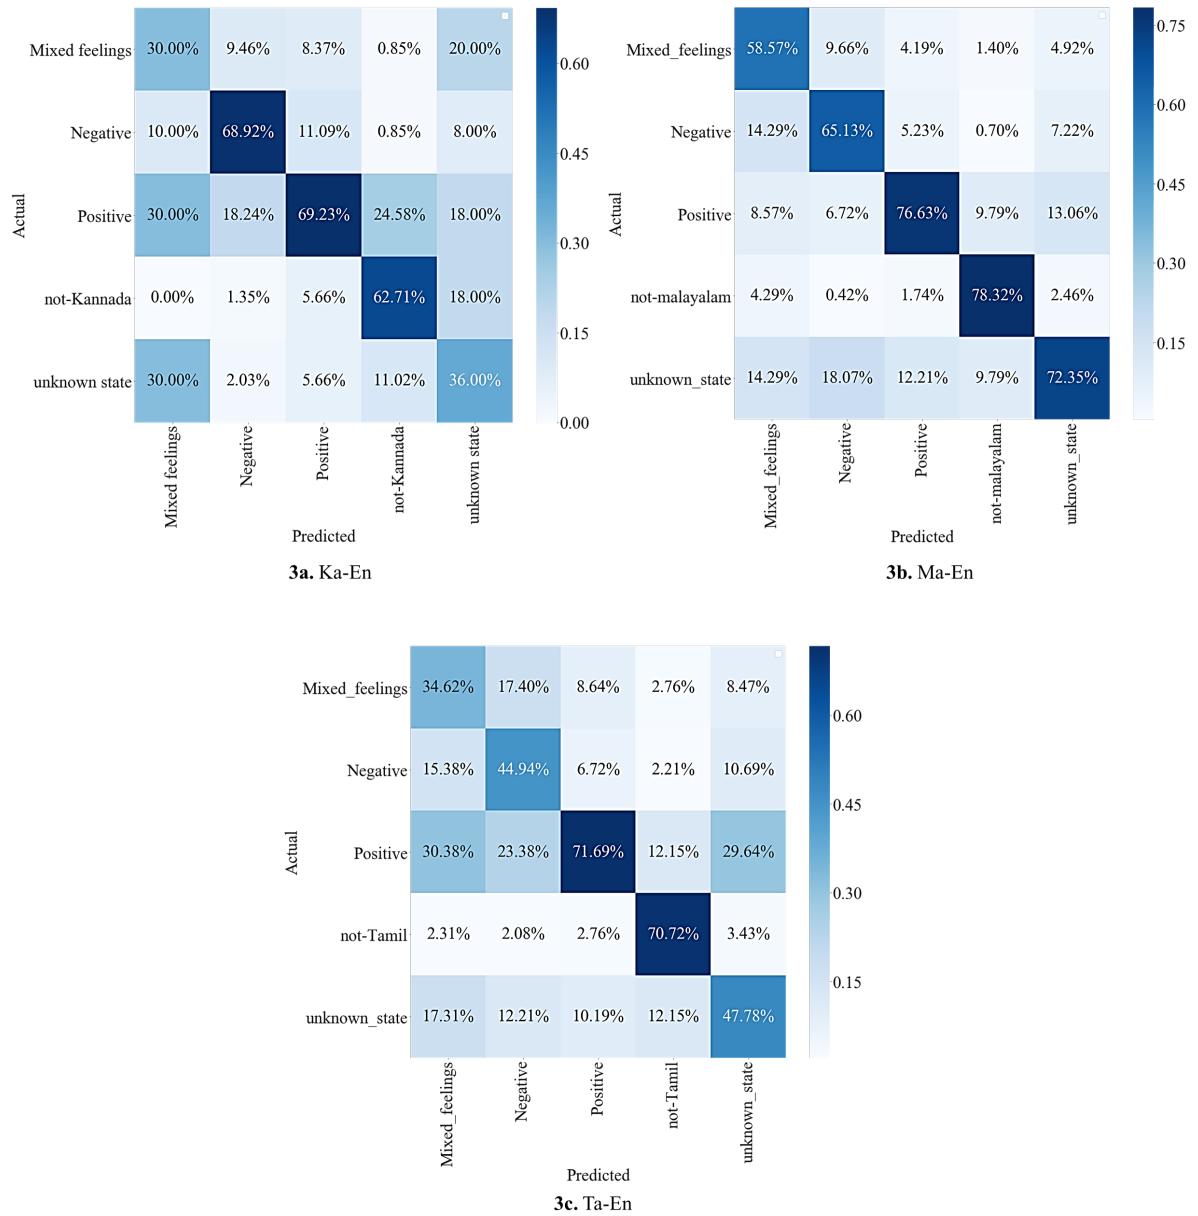 Mixed feelings 30.00% 9.46% 8.37% 0.85% 20.00%
Negative 10.00% 68.92% 11.09% 0.85% 8.00%
Positive 30.00% 18.24% 69.23% 24.58% 18.00%
not-Kannada 0.00% 1.35% 5.66% 62.71% 18.00%
unknown state 30.00% 2.03% 5.66% 11.02% 36.00%
Actual
Mixed feelings
Negative
Positive
not-Kannada
unknown state
Predicted
0.60
0.45
0.30
0.15
0.00
3a. Ka-En
Mixed_feelings 58.57% 9.66% 4.19% 1.40% 4.92%
Negative 14.29% 65.13% 5.23% 0.70% 7.22%
Positive 8.57% 6.72% 76.63% 9.79% 13.06%
not-malayalam 4.29% 0.42% 1.74% 78.32% 2.46%
unknown_state 14.29% 18.07% 12.21% 9.79% 72.35%
Actual
Mixed_feelings
Negative
Positive
not-malayalam
unknown_state
Predicted
0.75
0.60
0.45
0.30
0.15
3b. Ma-En
Mixed_feelings 34.62% 17.40% 8.64% 2.76% 8.47%
Negative 15.38% 44.94% 6.72% 2.21% 10.69%
Positive 30.38% 23.38% 71.69% 12.15% 29.64%
not-Tamil 2.31% 2.08% 2.76% 70.72% 3.43%
unknown_state 17.31% 12.21% 10.19% 12.15% 47.78%
Actual
Mixed_feelings
Negative
Positive
not-Tamil
unknown_state
Predicted
0.60
0.45
0.30
0.15
3c. Ta-En